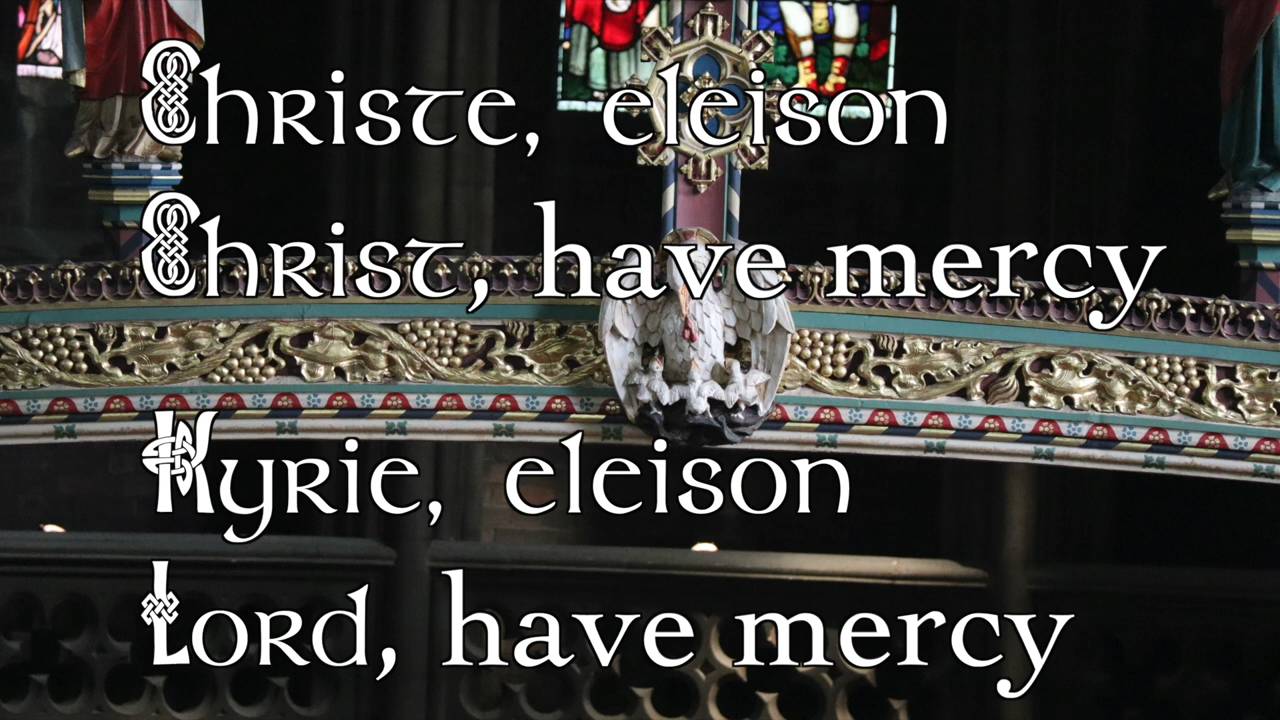 Christe, eleison
Christ, have mercy
Kyrie, eleison
Lord, have mercy